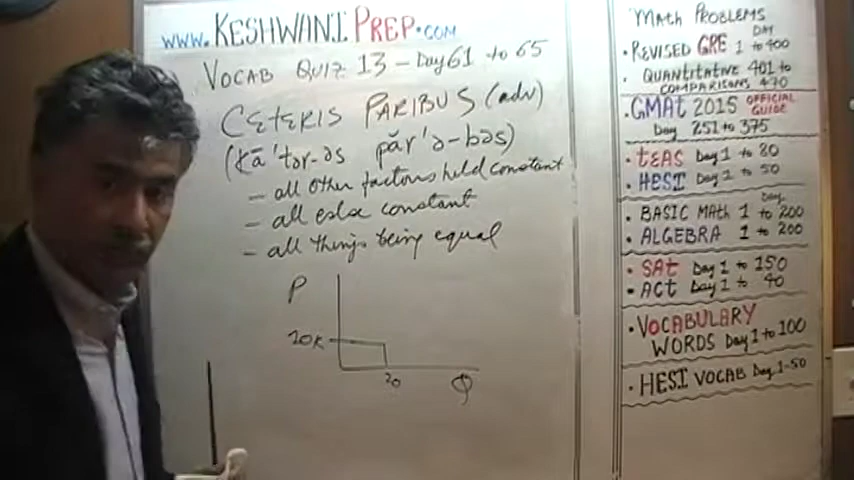 www.KESHWANIPREP.com
VOCAB QUIZ 13 - Day 61 to 65
CETERIS PARIBUS (adv)
(kā'tər-əs păr'ə-bəs)
- all other factors held constant
- all else constant
- all things being equal
P
20K
20
Q
MATH PROBLEMS
DAY
• REVISED GRE 1 to 400
• QUANTITATIVE 401 to
COMPARISONS 470
• GMAT 2015 OFFICIAL GUIDE
Day 251 to 375
• TEAS Day 1 to 80
• HESI Day 1 to 50
Day
• BASIC MATH 1 to 200
• ALGEBRA 1 to 200
• SAT Day 1 to 150
• ACT Day 1 to 40
• VOCABULARY
WORDS Day 1 to 100
• HESI VOCAB Day 1-50